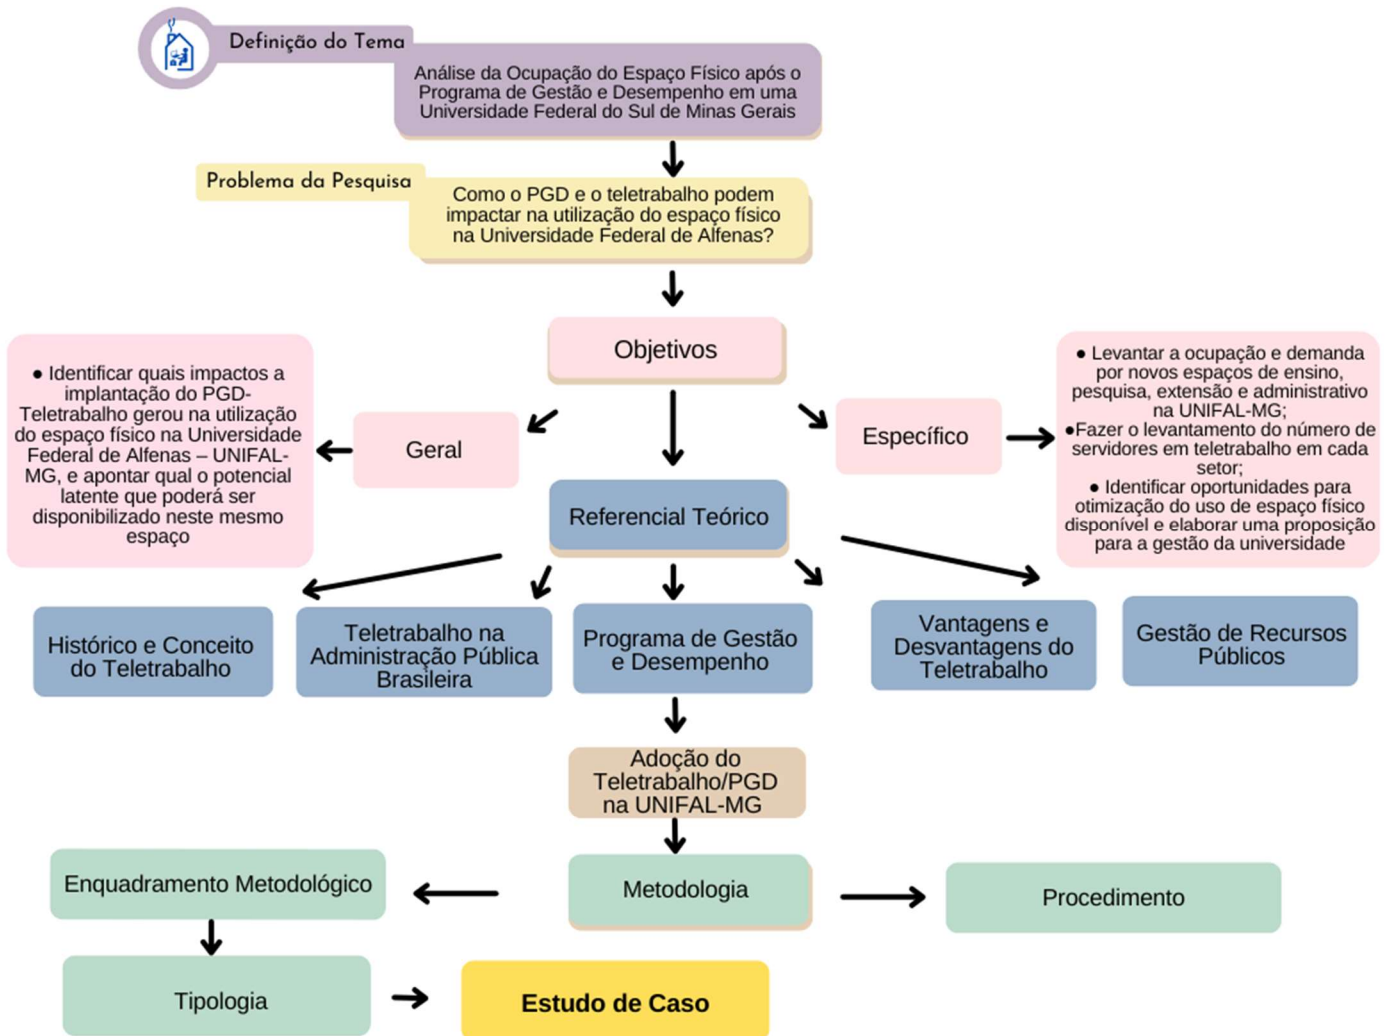 Definição do Tema
Análise da Ocupação do Espaço Físico após o
Programa de Gestão e Desempenho em uma
Universidade Federal do Sul de Minas Gerais
Problema da Pesquisa
Como o PGD e o teletrabalho podem
impactar na utilização do espaço físico
na Universidade Federal de Alfenas?
Objetivos
Geral
● Identificar quais impactos a
implantação do PGD-
Teletrabalho gerou na utilização
do espaço físico na Universidade
Federal de Alfenas – UNIFAL-
MG, e apontar qual o potencial
latente que poderá ser
disponibilizado neste mesmo
espaço
Específico
● Levantar a ocupação e demanda
por novos espaços de ensino,
pesquisa, extensão e administrativo
na UNIFAL-MG;
●Fazer o levantamento do número de
servidores em teletrabalho em cada
setor;
● Identificar oportunidades para
otimização do uso de espaço físico
disponível e elaborar uma proposição
para a gestão da universidade
Referencial Teórico
Histórico e Conceito
do Teletrabalho
Teletrabalho na
Administração Pública
Brasileira
Programa de Gestão
e Desempenho
Vantagens e
Desvantagens do
Teletrabalho
Gestão de Recursos
Públicos
Adoção do
Teletrabalho/PGD
na UNIFAL-MG
Metodologia
Enquadramento Metodológico
Procedimento
Tipologia
Estudo de Caso